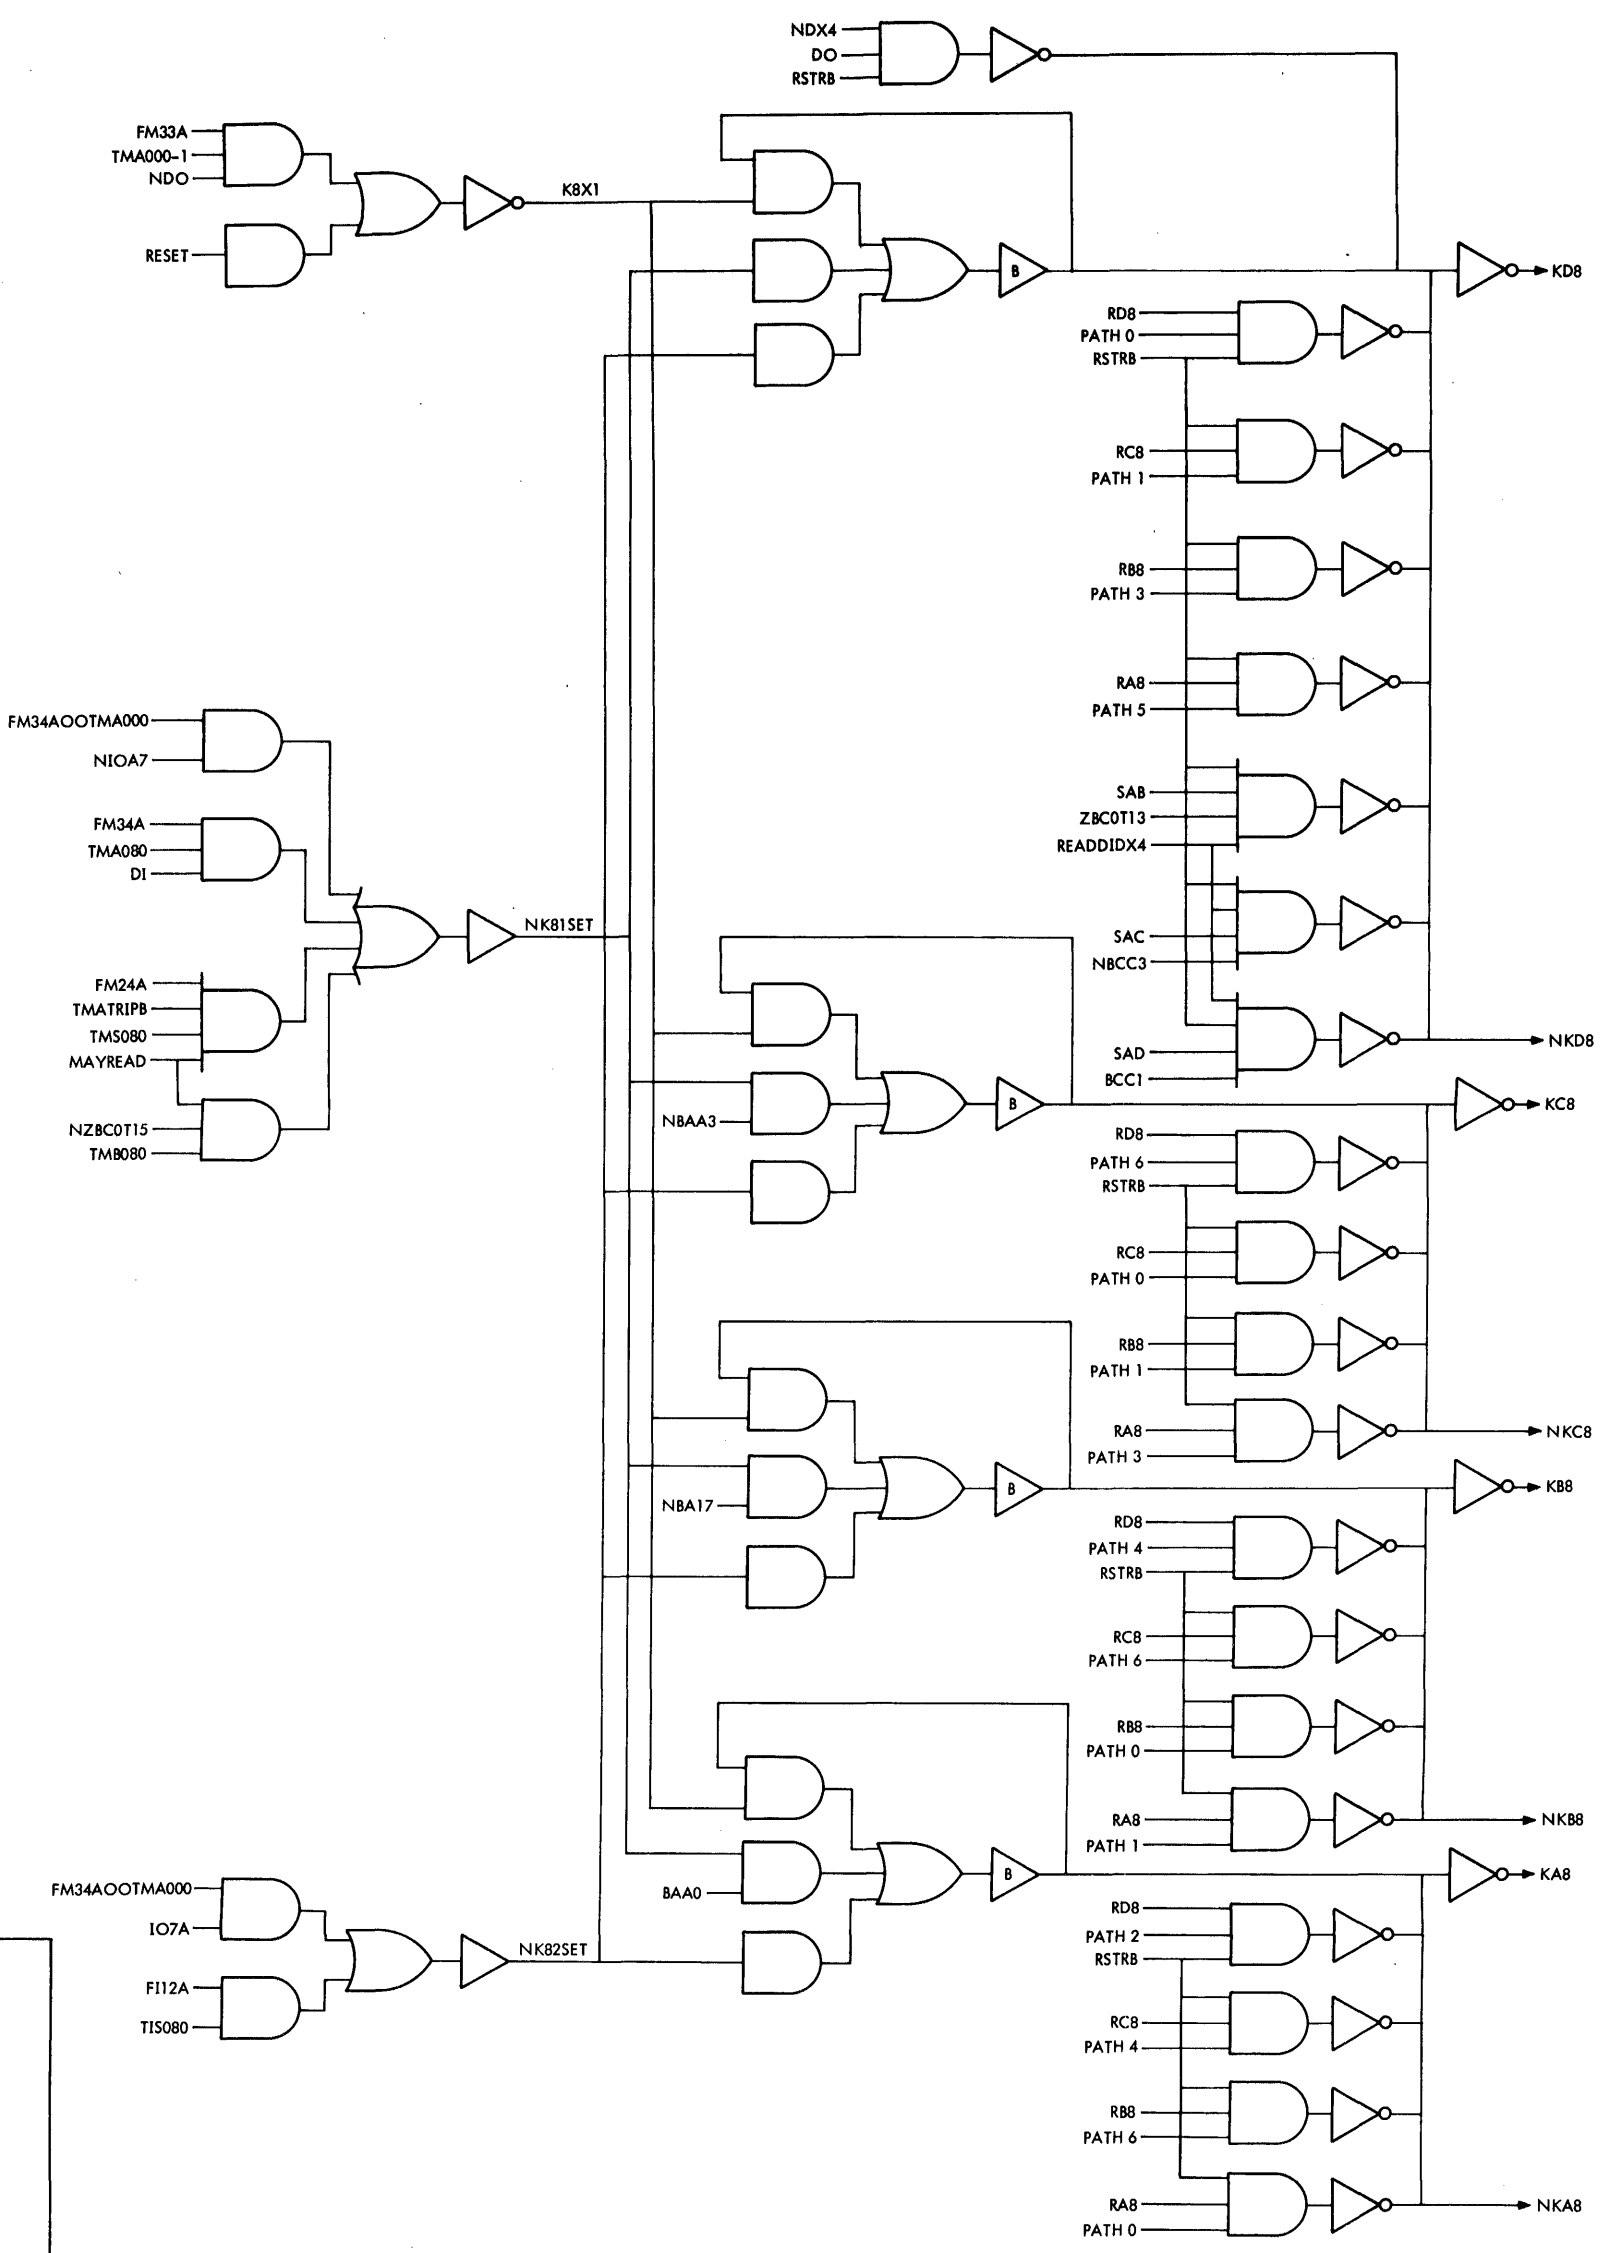 NDX4
DO
RSTRB
FM33A
TMA000-1
NDO
RESET
K8X1
B
KD8
RD8
PATH 0
RSTRB
RC8
PATH 1
RB8
PATH 3
RA8
PATH 5
FM34AOOTMA000
NIOA7
SAB
ZBC0T13
READDIDX4
FM34A
TMA080
DI
NK81SET
SAC
NBCC3
FM24A
TMATRIPB
TMS080
MAYREAD
NZBC0T15
TMB080
SAD
BCC1
NKD8
NBAA3
B
KC8
RD8
PATH 6
RSTRB
RC8
PATH 0
RB8
PATH 1
RA8
PATH 3
NKC8
NBA17
B
KB8
RD8
PATH 4
RSTRB
RC8
PATH 6
RB8
PATH 0
RA8
PATH 1
NKB8
FM34AOOTMA000
IO7A
FI12A
TIS080
NK82SET
BAA0
B
KA8
RD8
PATH 2
RSTRB
RC8
PATH 4
RB8
PATH 6
RA8
PATH 0
NKA8